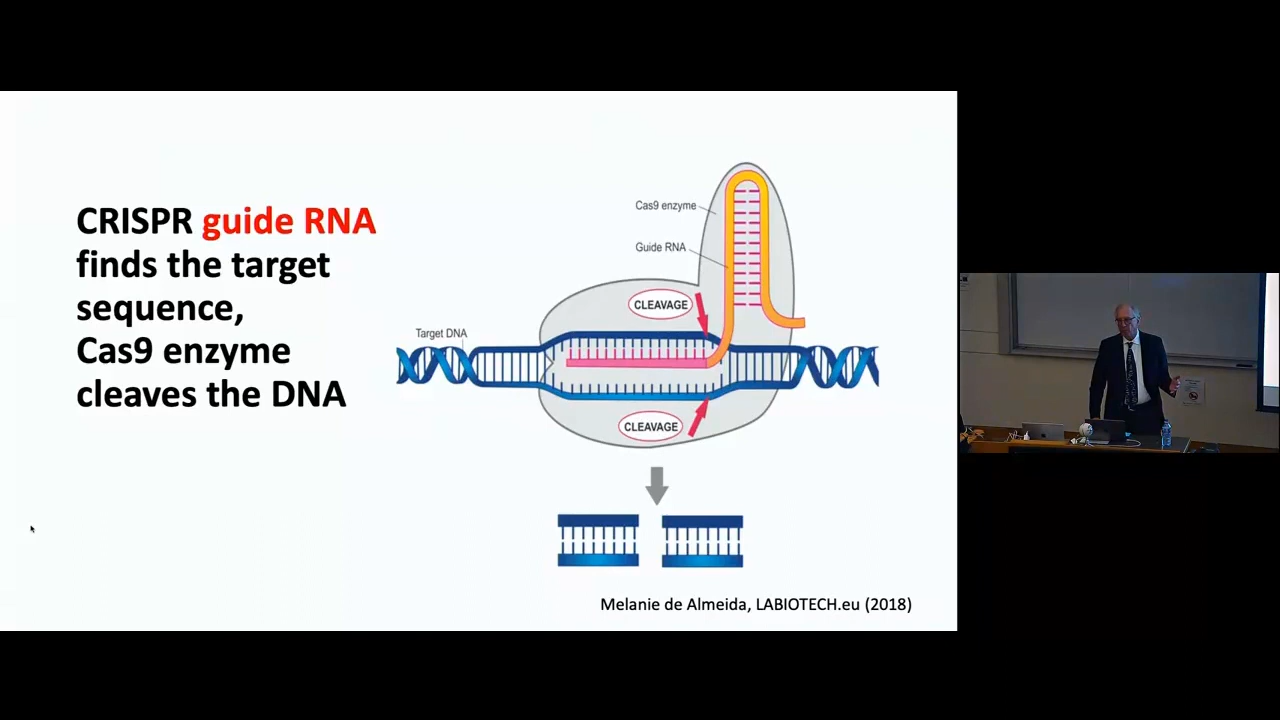 CRISPR guide RNA
finds the target
sequence,
Cas9 enzyme
cleaves the DNA
Cas9 enzyme
Guide RNA
CLEAVAGE
Target DNA
CLEAVAGE
Melanie de Almeida, LABIOTECH.eu (2018)